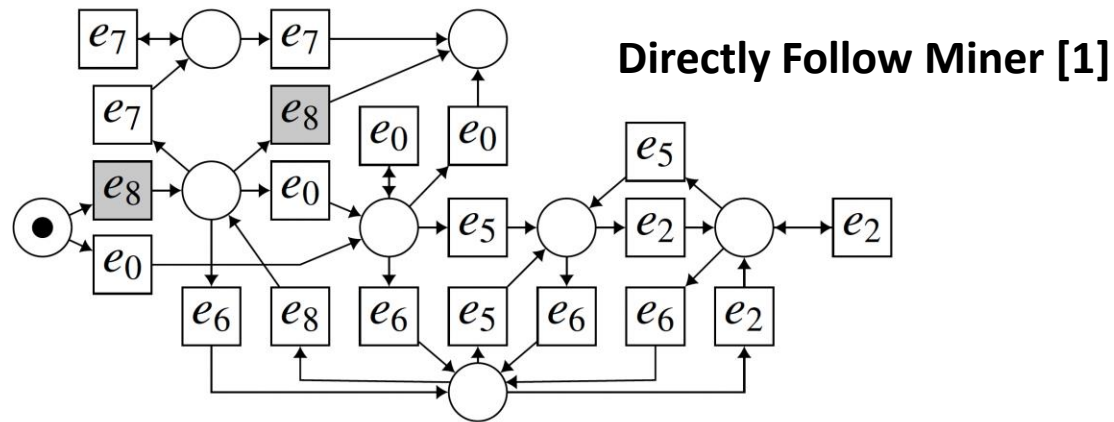 e7 e7
Directly Follow Miner [1]
e7 e8 e0 e0 e5
e8 e0 e5 e2 e2
e0
e6 e8 e6 e5 e6 e6 e2